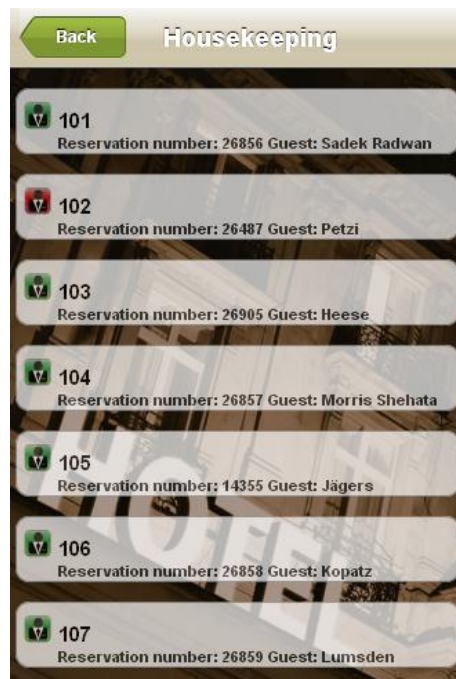 Back
Housekeeping
101
Reservation number: 26856 Guest: Sadek Radwan
102
Reservation number: 26487 Guest: Petzi
103
Reservation number: 26905 Guest: Heese
104
Reservation number: 26857 Guest: Morris Shehata
105
Reservation number: 14355 Guest: Jägers
106
Reservation number: 26858 Guest: Kopatz
107
Reservation number: 26859 Guest: Lumsden
HOTEL